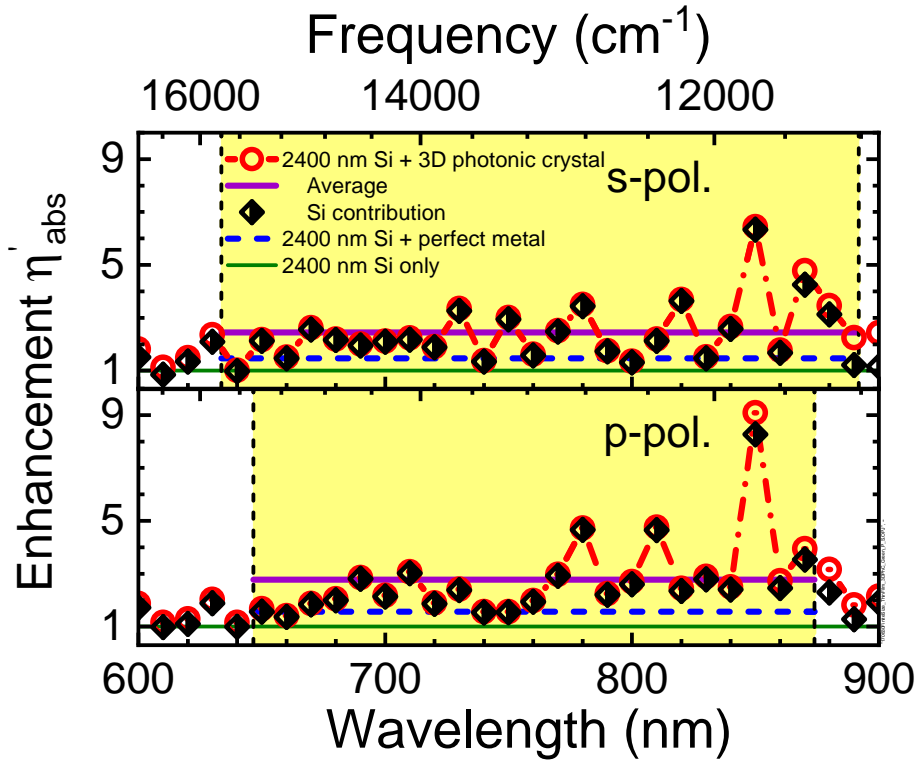 Frequency (cm-1)
16000 14000 12000
9
5
1
2400 nm Si + 3D photonic crystal
Average
Si contribution
2400 nm Si + perfect metal
2400 nm Si only
s-pol.
Enhancement η'abs
Enhancement η'abs
9
5
1
p-pol.
600 700 800 900
Wavelength (nm)